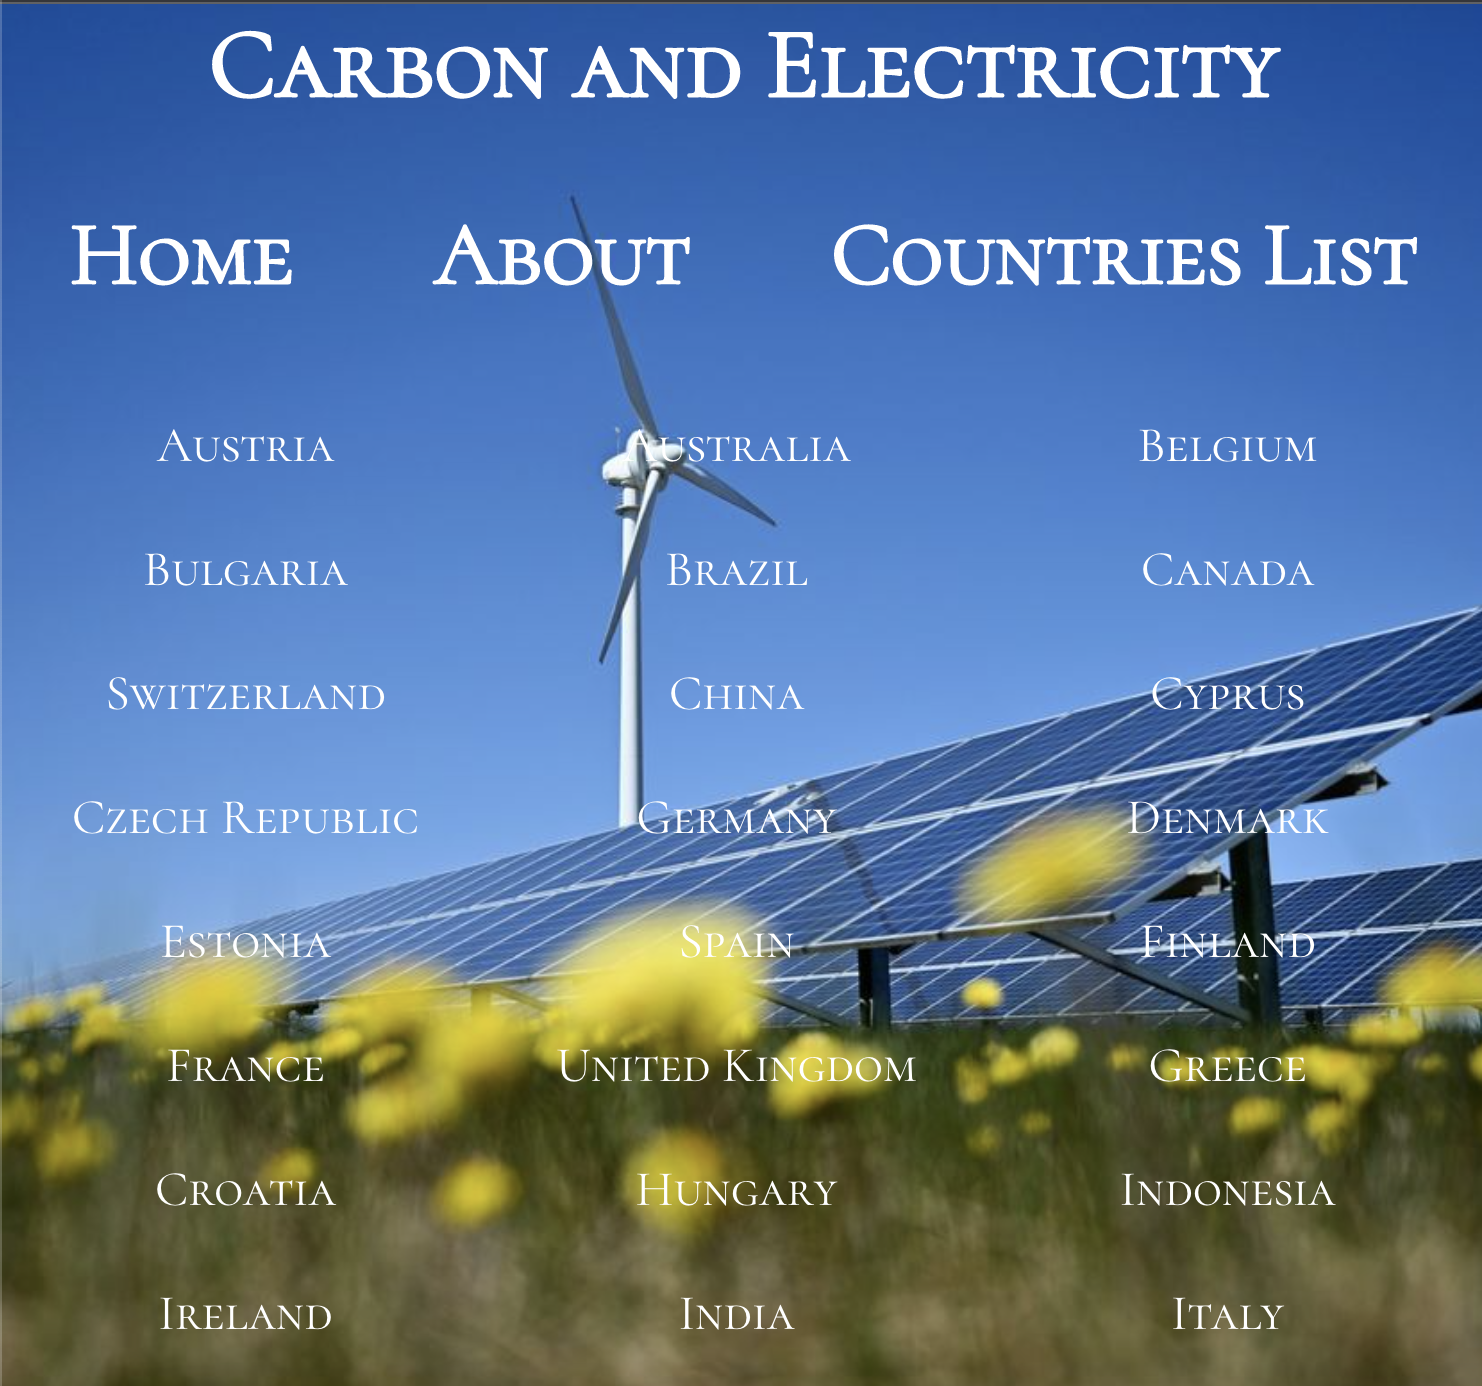 Carbon and Electricity
Home About Countries List
Austria Australia Belgium
Bulgaria Brazil Canada
Switzerland China Cyprus
Czech Republic Germany Denmark
Estonia Spain Finland
France United Kingdom Greece
Croatia Hungary Indonesia
Ireland India Italy